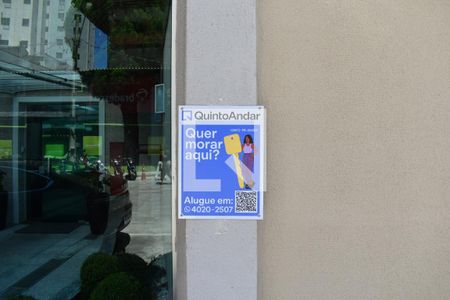 QuintoAndar
Quer
morar
aqui?
Alugue em:
4020-2507